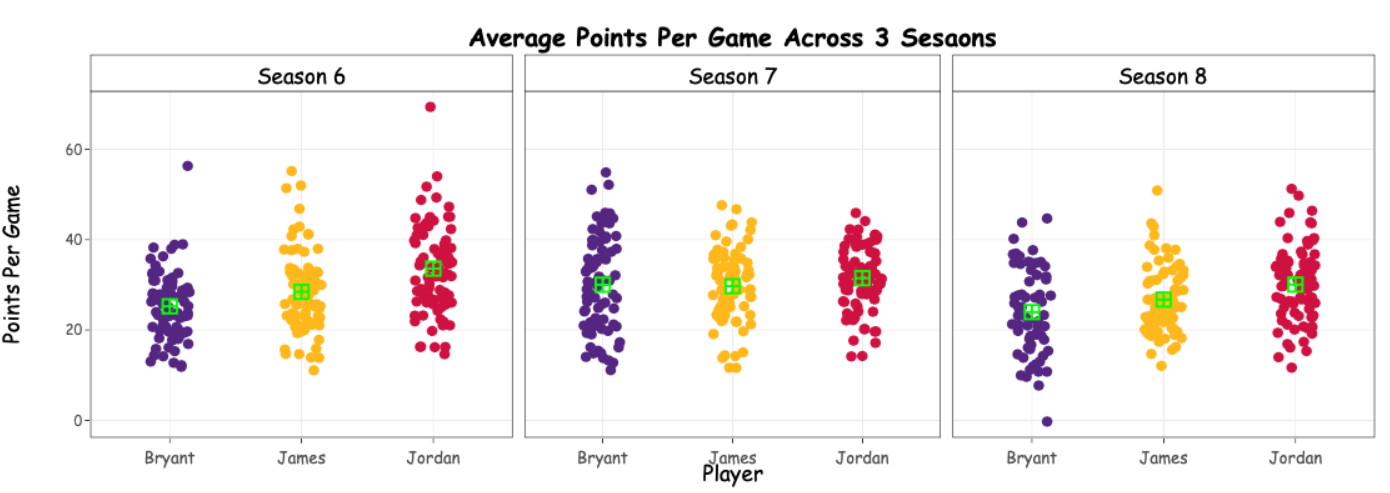 Average Points Per Game Across 3 Sesaons
Season 6 Season 7 Season 8
Points Per Game
60
40
20
0
Bryant James Jordan Bryant James Jordan Bryant James Jordan
Player